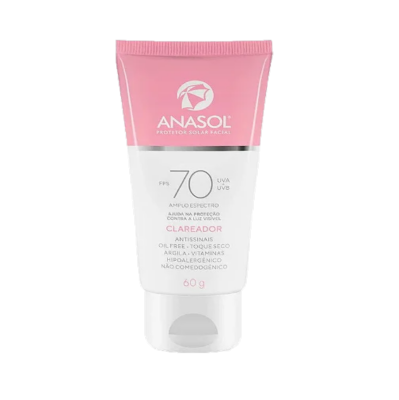 ANASOL
PROTETOR SOLAR FACIAL
FPS 70 UVA UVB
AMPLO ESPECTRO
AJUDA NA PROTEÇÃO
CONTRA A LUZ VISÍVEL
CLAREADOR
ANTISSINAIS
OIL FREE • TOQUE SECO
ARGILA • VITAMINAS
HIPOALERGÊNICO
NÃO COMEDOGÊNICO
60 g